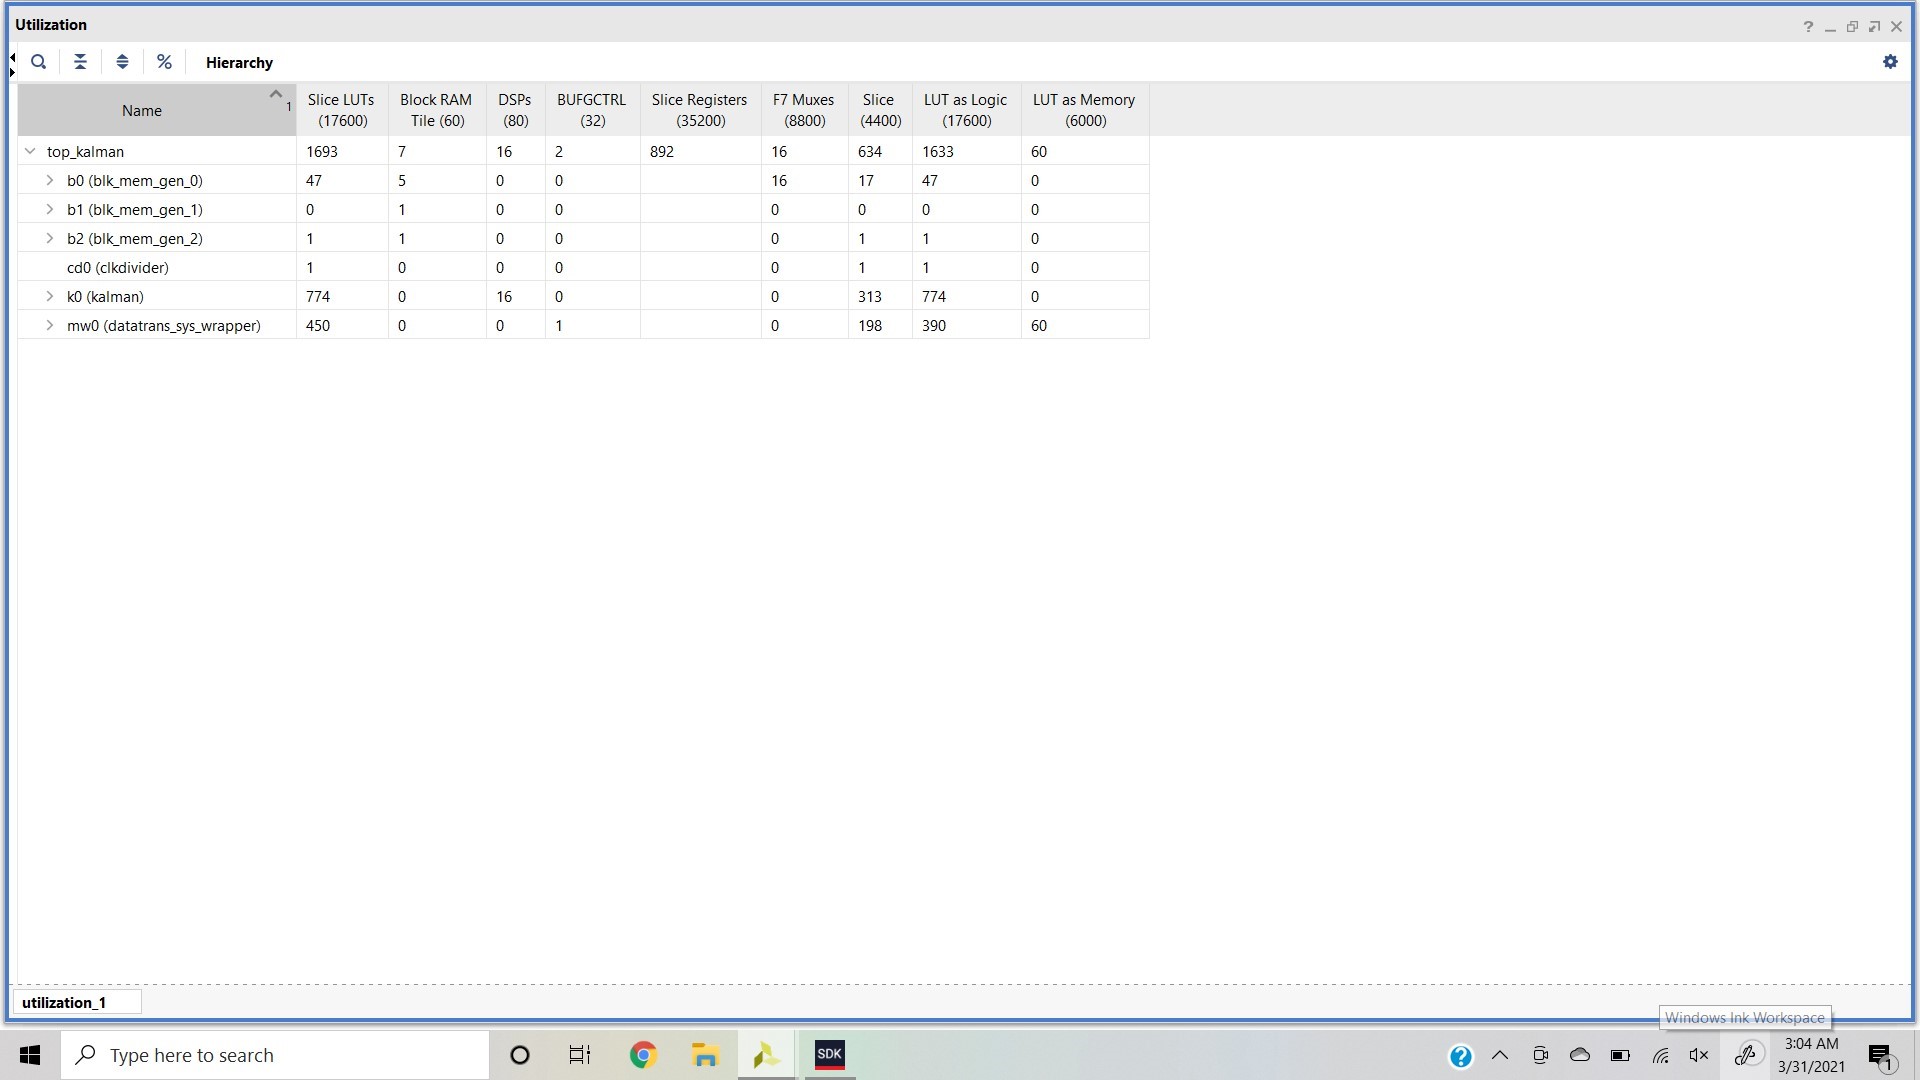 Utilization
Hierarchy
Name 1 Slice LUTs (17600) Block RAM Tile (60) DSPs (80) BUFGCTRL (32) Slice Registers (35200) F7 Muxes (8800) Slice (4400) LUT as Logic (17600) LUT as Memory (6000)
top_kalman 1693 7 16 2 892 16 634 1633 60
b0 (blk_mem_gen_0) 47 5 0 0 16 17 47 0
b1 (blk_mem_gen_1) 0 1 0 0 0 0 0 0
b2 (blk_mem_gen_2) 1 1 0 0 0 1 1 0
cd0 (clkdivider) 1 0 0 0 0 1 1 0
k0 (kalman) 774 0 16 0 0 313 774 0
mw0 (datatrans_sys_wrapper) 450 0 0 1 0 198 390 60
utilization_1
Windows Ink Workspace
Type here to search
SDK
3:04 AM
3/31/2021
1